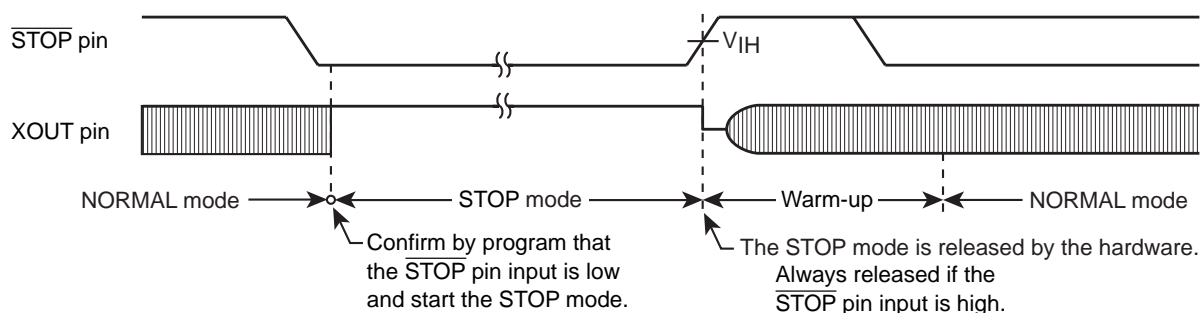 STOP pin
VIH
XOUT pin
NORMAL mode
STOP mode
Warm-up
NORMAL mode
Confirm by program that
the STOP pin input is low
and start the STOP mode.
The STOP mode is released by the hardware.
Always released if the
STOP pin input is high.